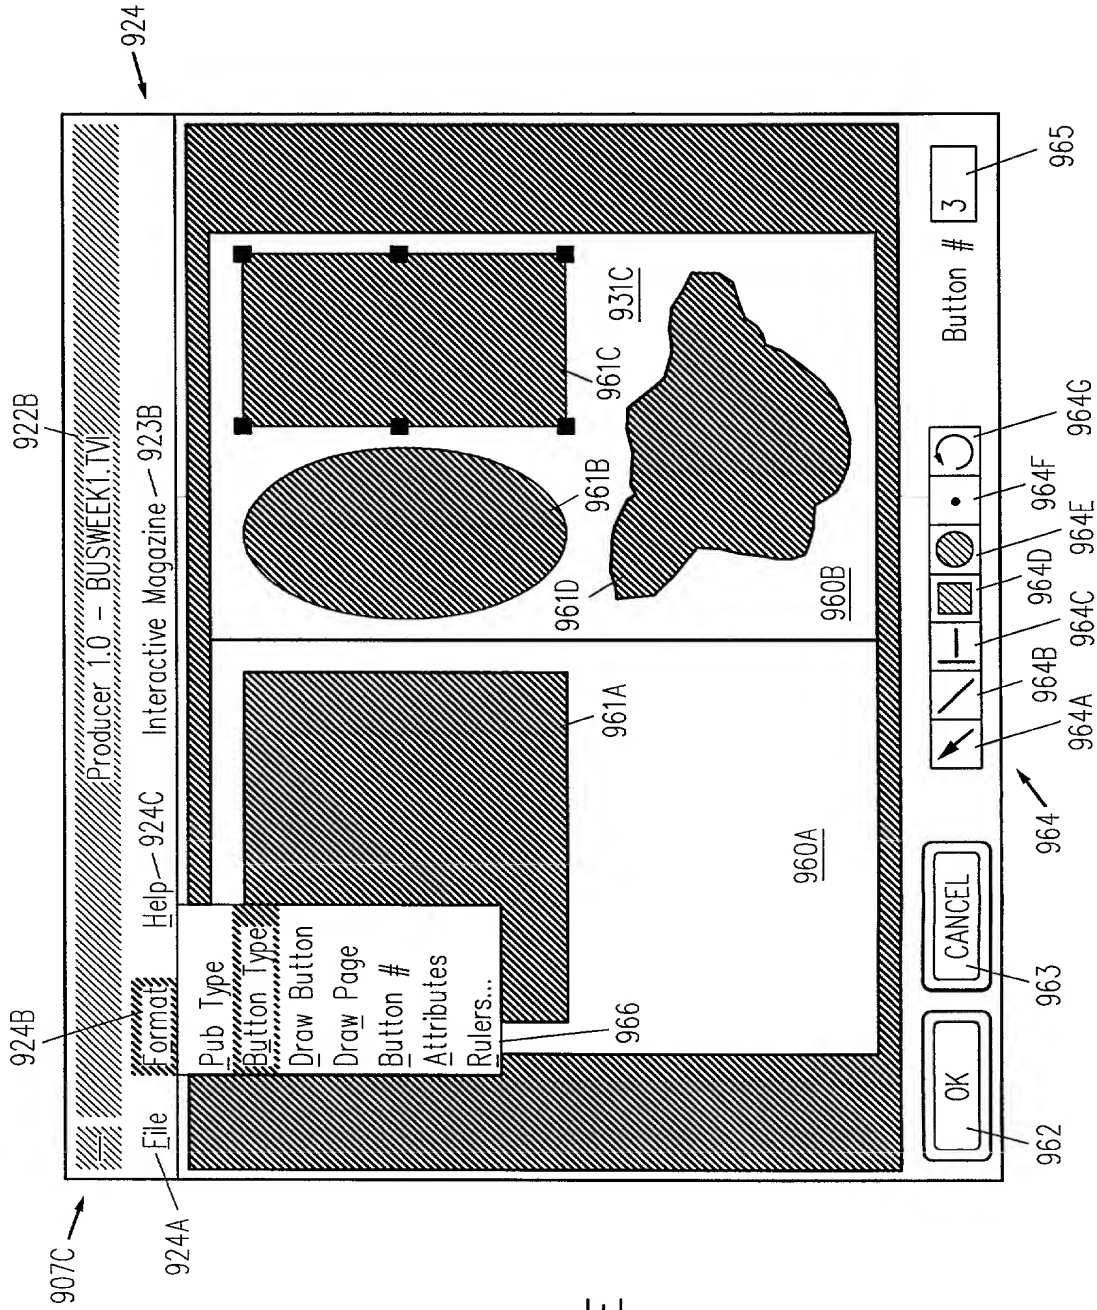 907C
924
922B
Producer 1.0 - BUSWEEK1.TVI
924A
924B
File
Format
Help
924C
Interactive Magazine
923B
Pub Type
Button Type
Draw Button
Draw Page
Button #
Attributes
Rulers...
966
961A
961B
961C
931C
961D
960A
960B
OK
CANCEL
Button #
3
962
963
964
964A
964B
964C
964D
964E
964F
964G
965